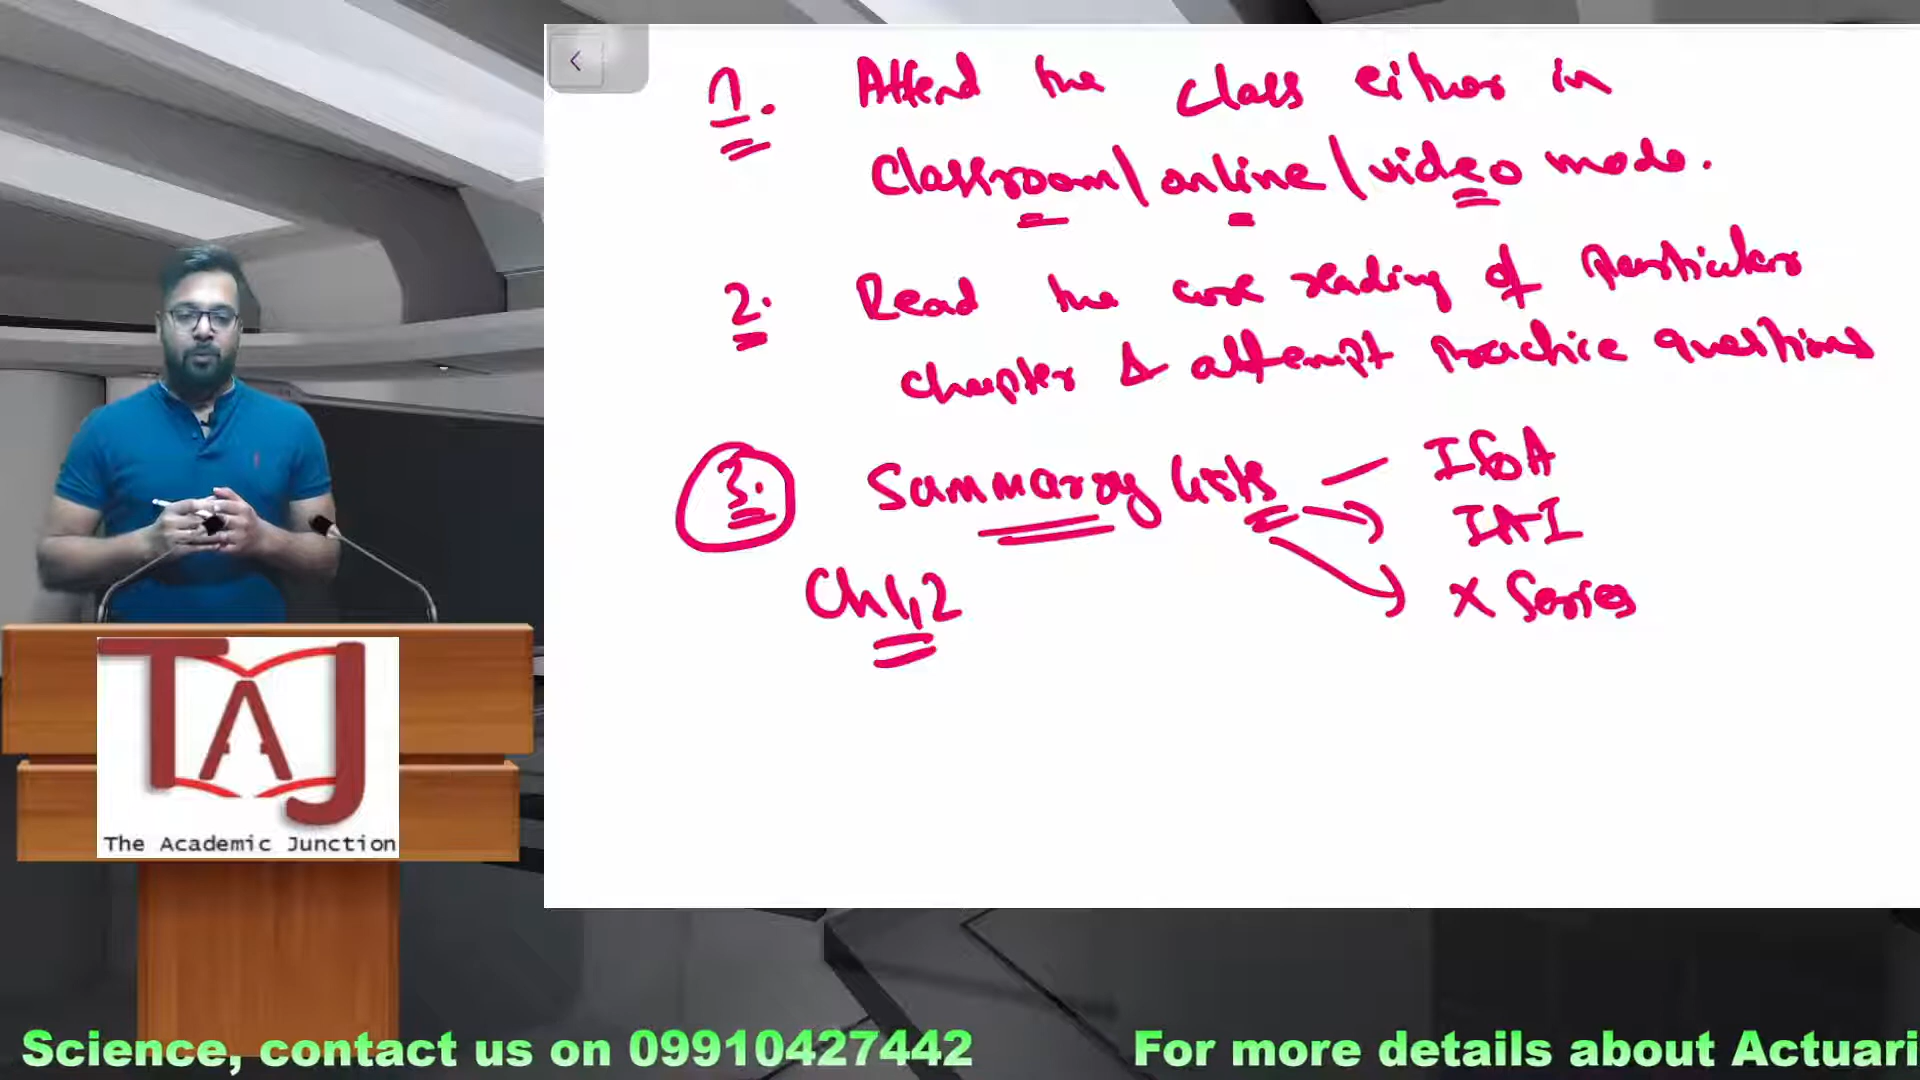 1. Attend the class either in
Classroom/online/video mode.
2. Read the core reading of particular
chapter & attempt practice questions
3. Summary lists
IFoA
IAI
X Series
Ch 1,2
TAJ
The Academic Junction
Science, contact us on 09910427442 For more details about Actuari